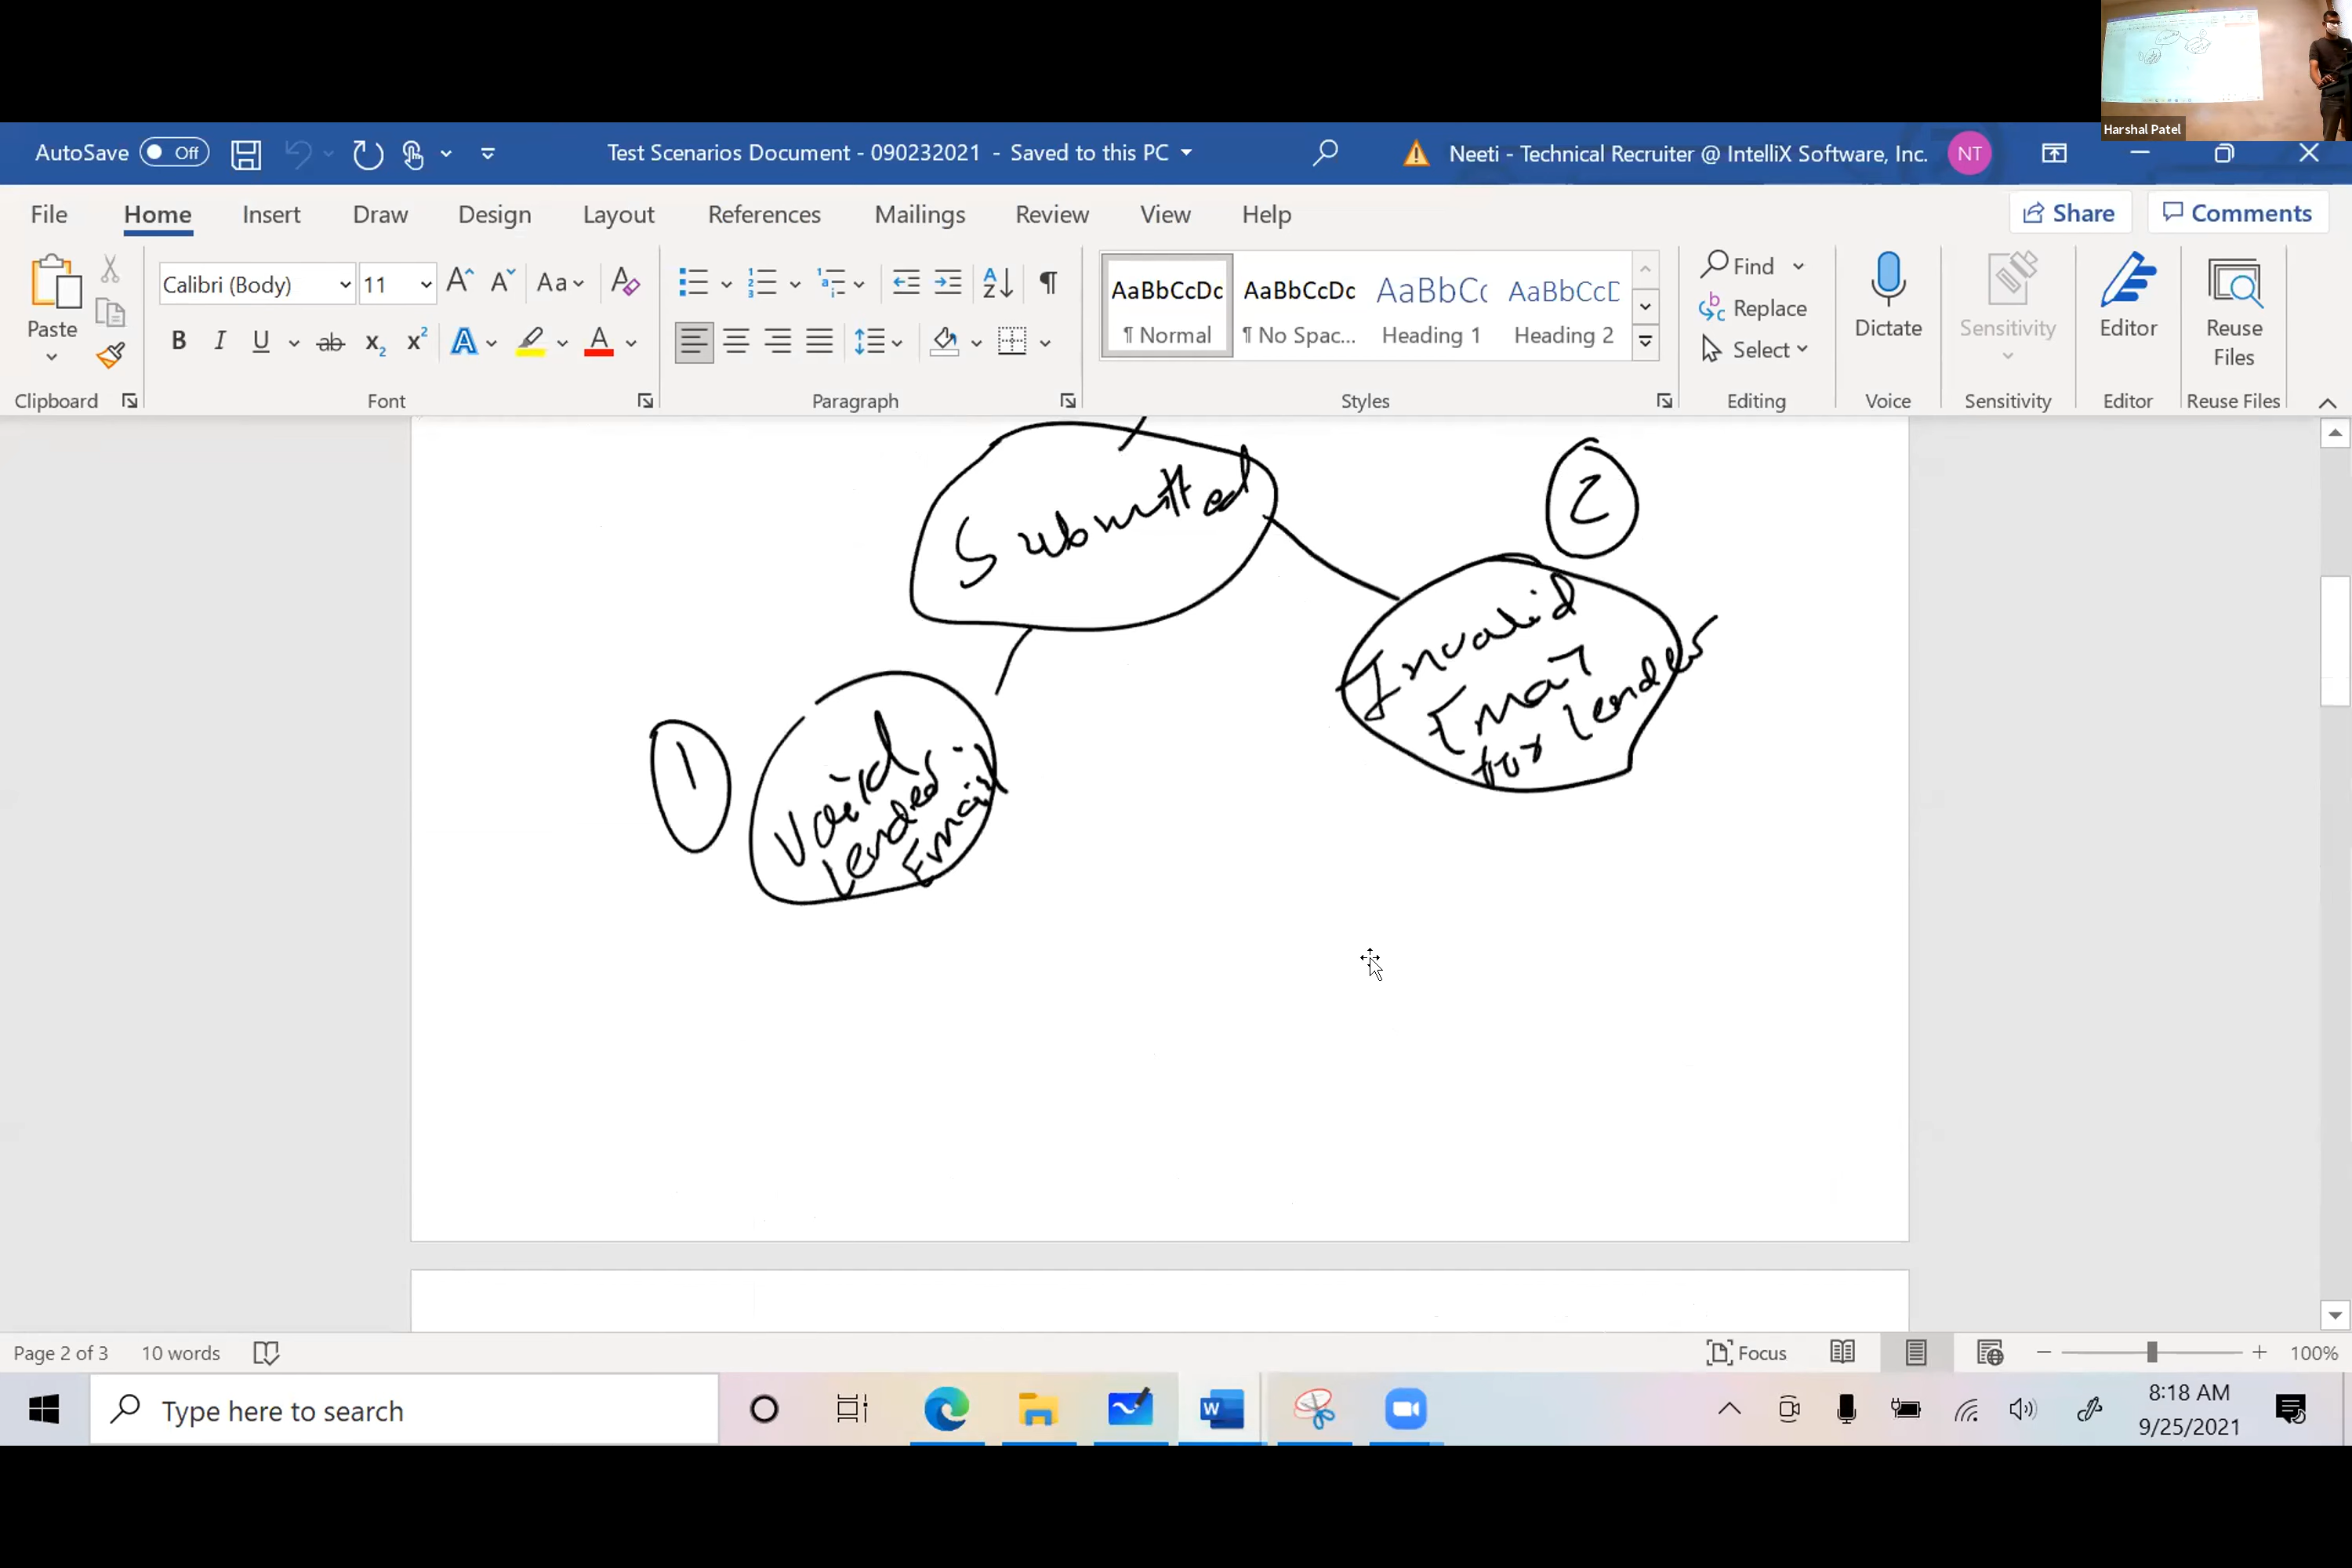 Harshal Patel
AutoSave Off
Test Scenarios Document - 090232021 - Saved to this PC
Neeti - Technical Recruiter @ IntelliX Software, Inc. NT
File Home Insert Draw Design Layout References Mailings Review View Help Share Comments
Calibri (Body) 11
Paste
AaBbCcDc AaBbCcDc AaBbCc AaBbCcD
¶ Normal ¶ No Spac... Heading 1 Heading 2
Find
Replace
Select
Dictate Sensitivity Editor Reuse
Files
Clipboard Font Paragraph Styles Editing Voice Sensitivity Editor Reuse Files
Submitted
2
Invalid
Email
for lender
1
Valid
Lender
Email
Page 2 of 3 10 words Focus 100%
Type here to search
8:18 AM
9/25/2021